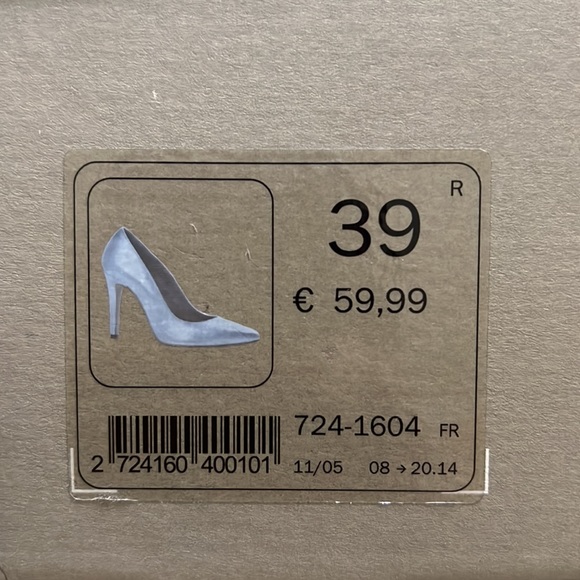 R
39
€ 59,99
724-1604 FR
2 724160 400101
11/05 08 → 20.14